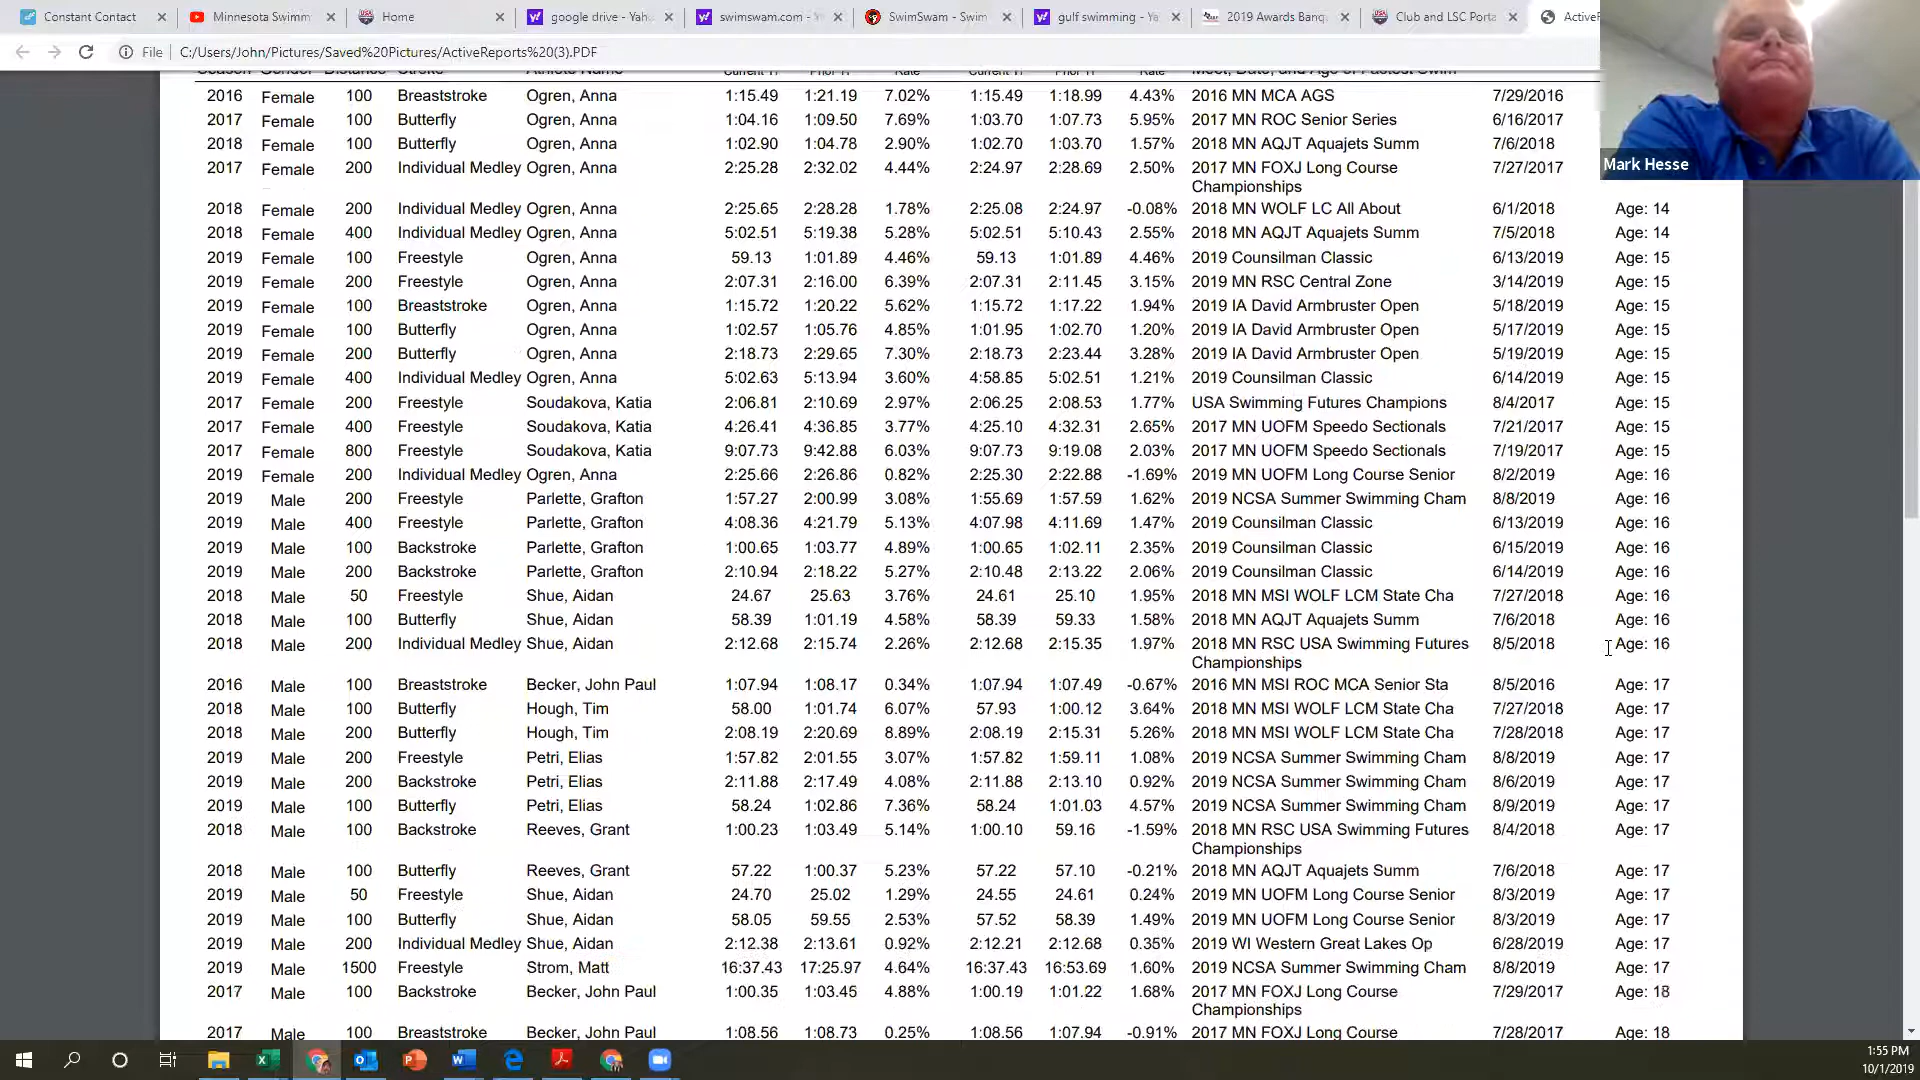 Constant Contact
Minnesota Swimm
Home
google drive - Yah
swimswam.com - Y
SwimSwam - Swim
gulf swimming - Ya
2019 Awards Banq
Club and LSC Porta
ActiveR
File | C:/Users/John/Pictures/Saved%20Pictures/ActiveReports%20(3).PDF
Season Gender Distance Stroke Athlete Name Current Yr Prior Yr Rate Current Yr Prior Yr Rate Meet, Date, and Age of Fastest Swim
2016 Female 100 Breaststroke Ogren, Anna 1:15.49 1:21.19 7.02% 1:15.49 1:18.99 4.43% 2016 MN MCA AGS 7/29/2016
2017 Female 100 Butterfly Ogren, Anna 1:04.16 1:09.50 7.69% 1:03.70 1:07.73 5.95% 2017 MN ROC Senior Series 6/16/2017
2018 Female 100 Butterfly Ogren, Anna 1:02.90 1:04.78 2.90% 1:02.70 1:03.70 1.57% 2018 MN AQJT Aquajets Summ 7/6/2018
Mark Hesse
2017 Female 200 Individual Medley Ogren, Anna 2:25.28 2:32.02 4.44% 2:24.97 2:28.69 2.50% 2017 MN FOXJ Long Course 7/27/2017
Championships
2018 Female 200 Individual Medley Ogren, Anna 2:25.65 2:28.28 1.78% 2:25.08 2:24.97 -0.08% 2018 MN WOLF LC All About 6/1/2018 Age: 14
2018 Female 400 Individual Medley Ogren, Anna 5:02.51 5:19.38 5.28% 5:02.51 5:10.43 2.55% 2018 MN AQJT Aquajets Summ 7/5/2018 Age: 14
2019 Female 100 Freestyle Ogren, Anna 59.13 1:01.89 4.46% 59.13 1:01.89 4.46% 2019 Counsilman Classic 6/13/2019 Age: 15
2019 Female 200 Freestyle Ogren, Anna 2:07.31 2:16.00 6.39% 2:07.31 2:11.45 3.15% 2019 MN RSC Central Zone 3/14/2019 Age: 15
2019 Female 100 Breaststroke Ogren, Anna 1:15.72 1:20.22 5.62% 1:15.72 1:17.22 1.94% 2019 IA David Armbruster Open 5/18/2019 Age: 15
2019 Female 100 Butterfly Ogren, Anna 1:02.57 1:05.76 4.85% 1:01.95 1:02.70 1.20% 2019 IA David Armbruster Open 5/17/2019 Age: 15
2019 Female 200 Butterfly Ogren, Anna 2:18.73 2:29.65 7.30% 2:18.73 2:23.44 3.28% 2019 IA David Armbruster Open 5/19/2019 Age: 15
2019 Female 400 Individual Medley Ogren, Anna 5:02.63 5:13.94 3.60% 4:58.85 5:02.51 1.21% 2019 Counsilman Classic 6/14/2019 Age: 15
2017 Female 200 Freestyle Soudakova, Katia 2:06.81 2:10.69 2.97% 2:06.25 2:08.53 1.77% USA Swimming Futures Champions 8/4/2017 Age: 15
2017 Female 400 Freestyle Soudakova, Katia 4:26.41 4:36.85 3.77% 4:25.10 4:32.31 2.65% 2017 MN UOFM Speedo Sectionals 7/21/2017 Age: 15
2017 Female 800 Freestyle Soudakova, Katia 9:07.73 9:42.88 6.03% 9:07.73 9:19.08 2.03% 2017 MN UOFM Speedo Sectionals 7/19/2017 Age: 15
2019 Female 200 Individual Medley Ogren, Anna 2:25.66 2:26.86 0.82% 2:25.30 2:22.88 -1.69% 2019 MN UOFM Long Course Senior 8/2/2019 Age: 16
2019 Male 200 Freestyle Parlette, Grafton 1:57.27 2:00.99 3.08% 1:55.69 1:57.59 1.62% 2019 NCSA Summer Swimming Cham 8/8/2019 Age: 16
2019 Male 400 Freestyle Parlette, Grafton 4:08.36 4:21.79 5.13% 4:07.98 4:11.69 1.47% 2019 Counsilman Classic 6/13/2019 Age: 16
2019 Male 100 Backstroke Parlette, Grafton 1:00.65 1:03.77 4.89% 1:00.65 1:02.11 2.35% 2019 Counsilman Classic 6/15/2019 Age: 16
2019 Male 200 Backstroke Parlette, Grafton 2:10.94 2:18.22 5.27% 2:10.48 2:13.22 2.06% 2019 Counsilman Classic 6/14/2019 Age: 16
2018 Male 50 Freestyle Shue, Aidan 24.67 25.63 3.76% 24.61 25.10 1.95% 2018 MN MSI WOLF LCM State Cha 7/27/2018 Age: 16
2018 Male 100 Butterfly Shue, Aidan 58.39 1:01.19 4.58% 58.39 59.33 1.58% 2018 MN AQJT Aquajets Summ 7/6/2018 Age: 16
2018 Male 200 Individual Medley Shue, Aidan 2:12.68 2:15.74 2.26% 2:12.68 2:15.35 1.97% 2018 MN RSC USA Swimming Futures 8/5/2018 Age: 16
Championships
2016 Male 100 Breaststroke Becker, John Paul 1:07.94 1:08.17 0.34% 1:07.94 1:07.49 -0.67% 2016 MN MSI ROC MCA Senior Sta 8/5/2016 Age: 17
2018 Male 100 Butterfly Hough, Tim 58.00 1:01.74 6.07% 57.93 1:00.12 3.64% 2018 MN MSI WOLF LCM State Cha 7/27/2018 Age: 17
2018 Male 200 Butterfly Hough, Tim 2:08.19 2:20.69 8.89% 2:08.19 2:15.31 5.26% 2018 MN MSI WOLF LCM State Cha 7/28/2018 Age: 17
2019 Male 200 Freestyle Petri, Elias 1:57.82 2:01.55 3.07% 1:57.82 1:59.11 1.08% 2019 NCSA Summer Swimming Cham 8/8/2019 Age: 17
2019 Male 200 Backstroke Petri, Elias 2:11.88 2:17.49 4.08% 2:11.88 2:13.10 0.92% 2019 NCSA Summer Swimming Cham 8/6/2019 Age: 17
2019 Male 100 Butterfly Petri, Elias 58.24 1:02.86 7.36% 58.24 1:01.03 4.57% 2019 NCSA Summer Swimming Cham 8/9/2019 Age: 17
2018 Male 100 Backstroke Reeves, Grant 1:00.23 1:03.49 5.14% 1:00.10 59.16 -1.59% 2018 MN RSC USA Swimming Futures 8/4/2018 Age: 17
Championships
2018 Male 100 Butterfly Reeves, Grant 57.22 1:00.37 5.23% 57.22 57.10 -0.21% 2018 MN AQJT Aquajets Summ 7/6/2018 Age: 17
2019 Male 50 Freestyle Shue, Aidan 24.70 25.02 1.29% 24.55 24.61 0.24% 2019 MN UOFM Long Course Senior 8/3/2019 Age: 17
2019 Male 100 Butterfly Shue, Aidan 58.05 59.55 2.53% 57.52 58.39 1.49% 2019 MN UOFM Long Course Senior 8/3/2019 Age: 17
2019 Male 200 Individual Medley Shue, Aidan 2:12.38 2:13.61 0.92% 2:12.21 2:12.68 0.35% 2019 WI Western Great Lakes Op 6/28/2019 Age: 17
2019 Male 1500 Freestyle Strom, Matt 16:37.43 17:25.97 4.64% 16:37.43 16:53.69 1.60% 2019 NCSA Summer Swimming Cham 8/8/2019 Age: 17
2017 Male 100 Backstroke Becker, John Paul 1:00.35 1:03.45 4.88% 1:00.19 1:01.22 1.68% 2017 MN FOXJ Long Course 7/29/2017 Age: 18
Championships
2017 Male 100 Breaststroke Becker, John Paul 1:08.56 1:08.73 0.25% 1:08.56 1:07.94 -0.91% 2017 MN FOXJ Long Course 7/28/2017 Age: 18
1:55 PM
10/1/2019